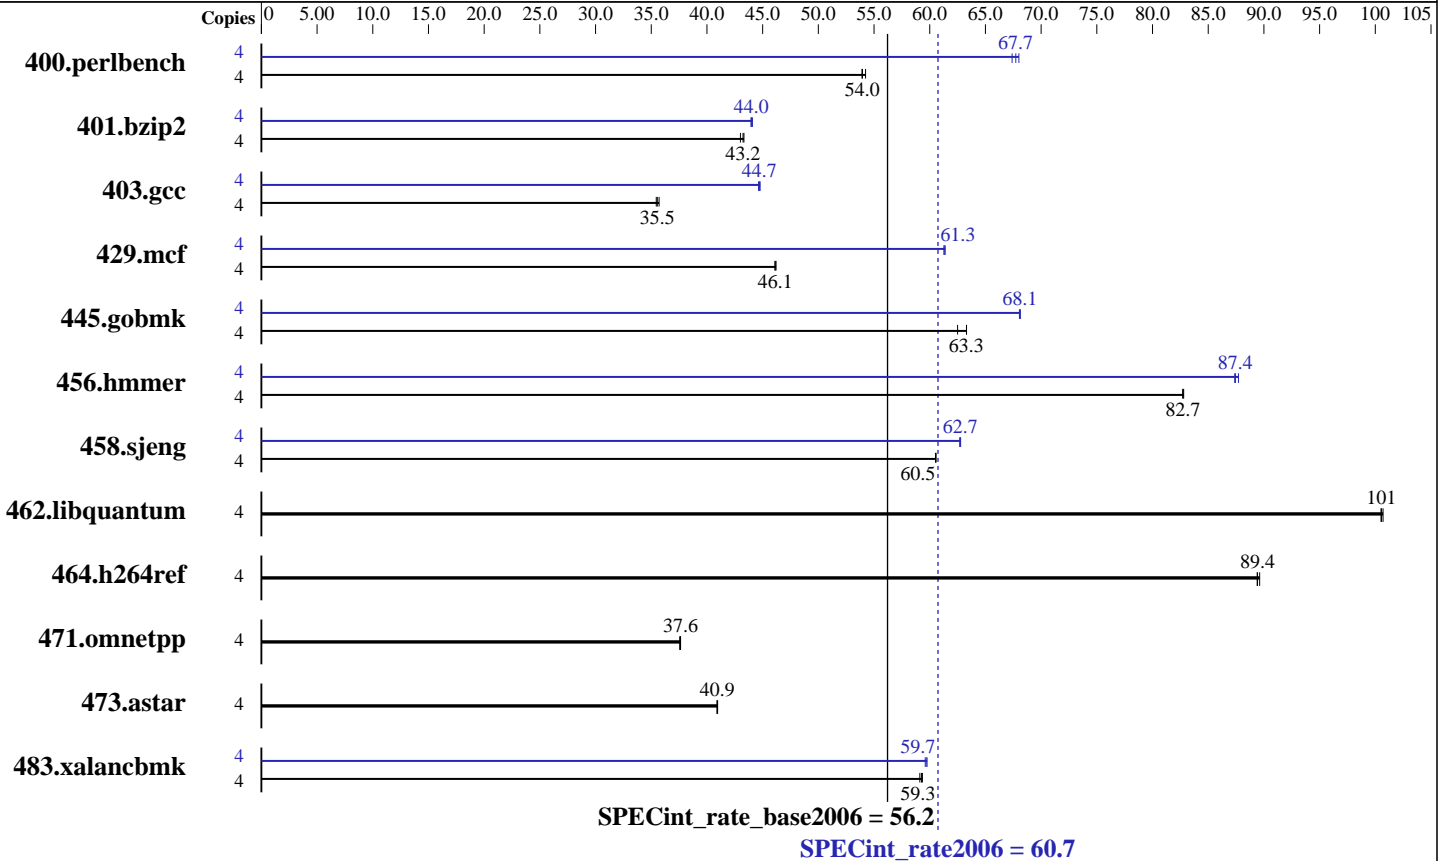 Copies 0 5.00 10.0 15.0 20.0 25.0 30.0 35.0 40.0 45.0 50.0 55.0 60.0 65.0 70.0 75.0 80.0 85.0 90.0 95.0 100 105
400.perlbench 4 67.7
4 54.0
401.bzip2 4 44.0
4 43.2
403.gcc 4 44.7
4 35.5
429.mcf 4 61.3
4 46.1
445.gobmk 4 68.1
4 63.3
456.hmmer 4 87.4
4 82.7
458.sjeng 4 62.7
4 60.5
462.libquantum 4 101
464.h264ref 4 89.4
471.omnetpp 4 37.6
473.astar 4 40.9
483.xalancbmk 4 59.7
4 59.3
SPECint_rate_base2006 = 56.2
SPECint_rate2006 = 60.7